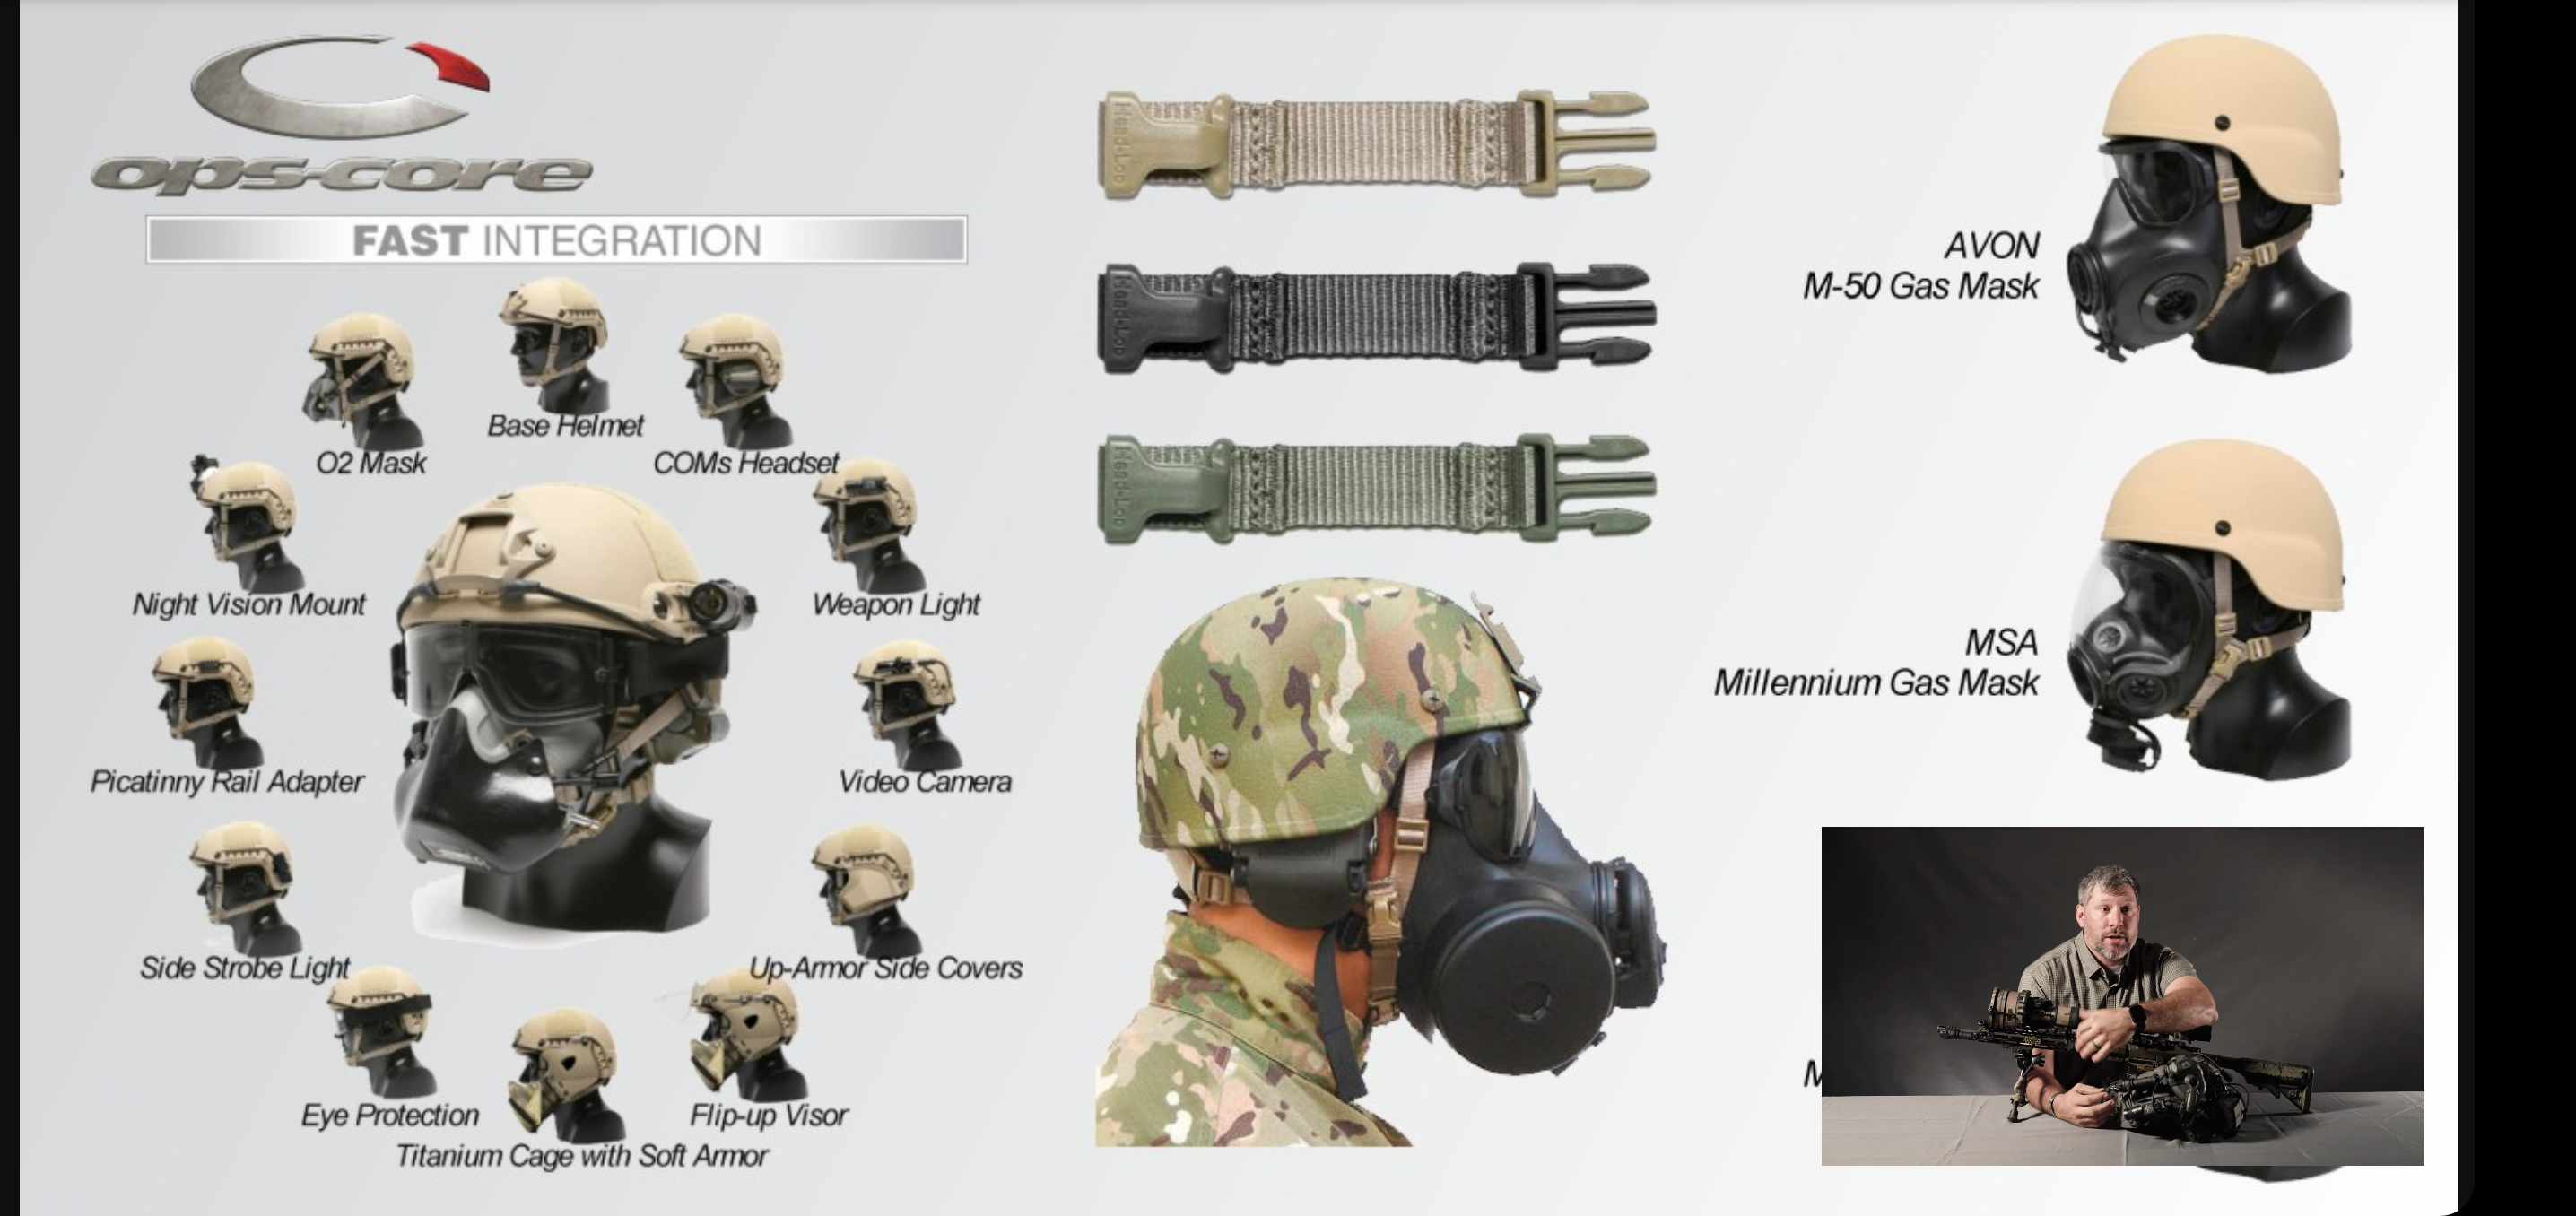 ops-core
FAST INTEGRATION
Base Helmet
O2 Mask
COMs Headset
Night Vision Mount
Weapon Light
Picatinny Rail Adapter
Video Camera
Side Strobe Light
Up-Armor Side Covers
Eye Protection
Flip-up Visor
Titanium Cage with Soft Armor
Head-Loc
Head-Loc
Head-Loc
AVON
M-50 Gas Mask
MSA
Millennium Gas Mask
M